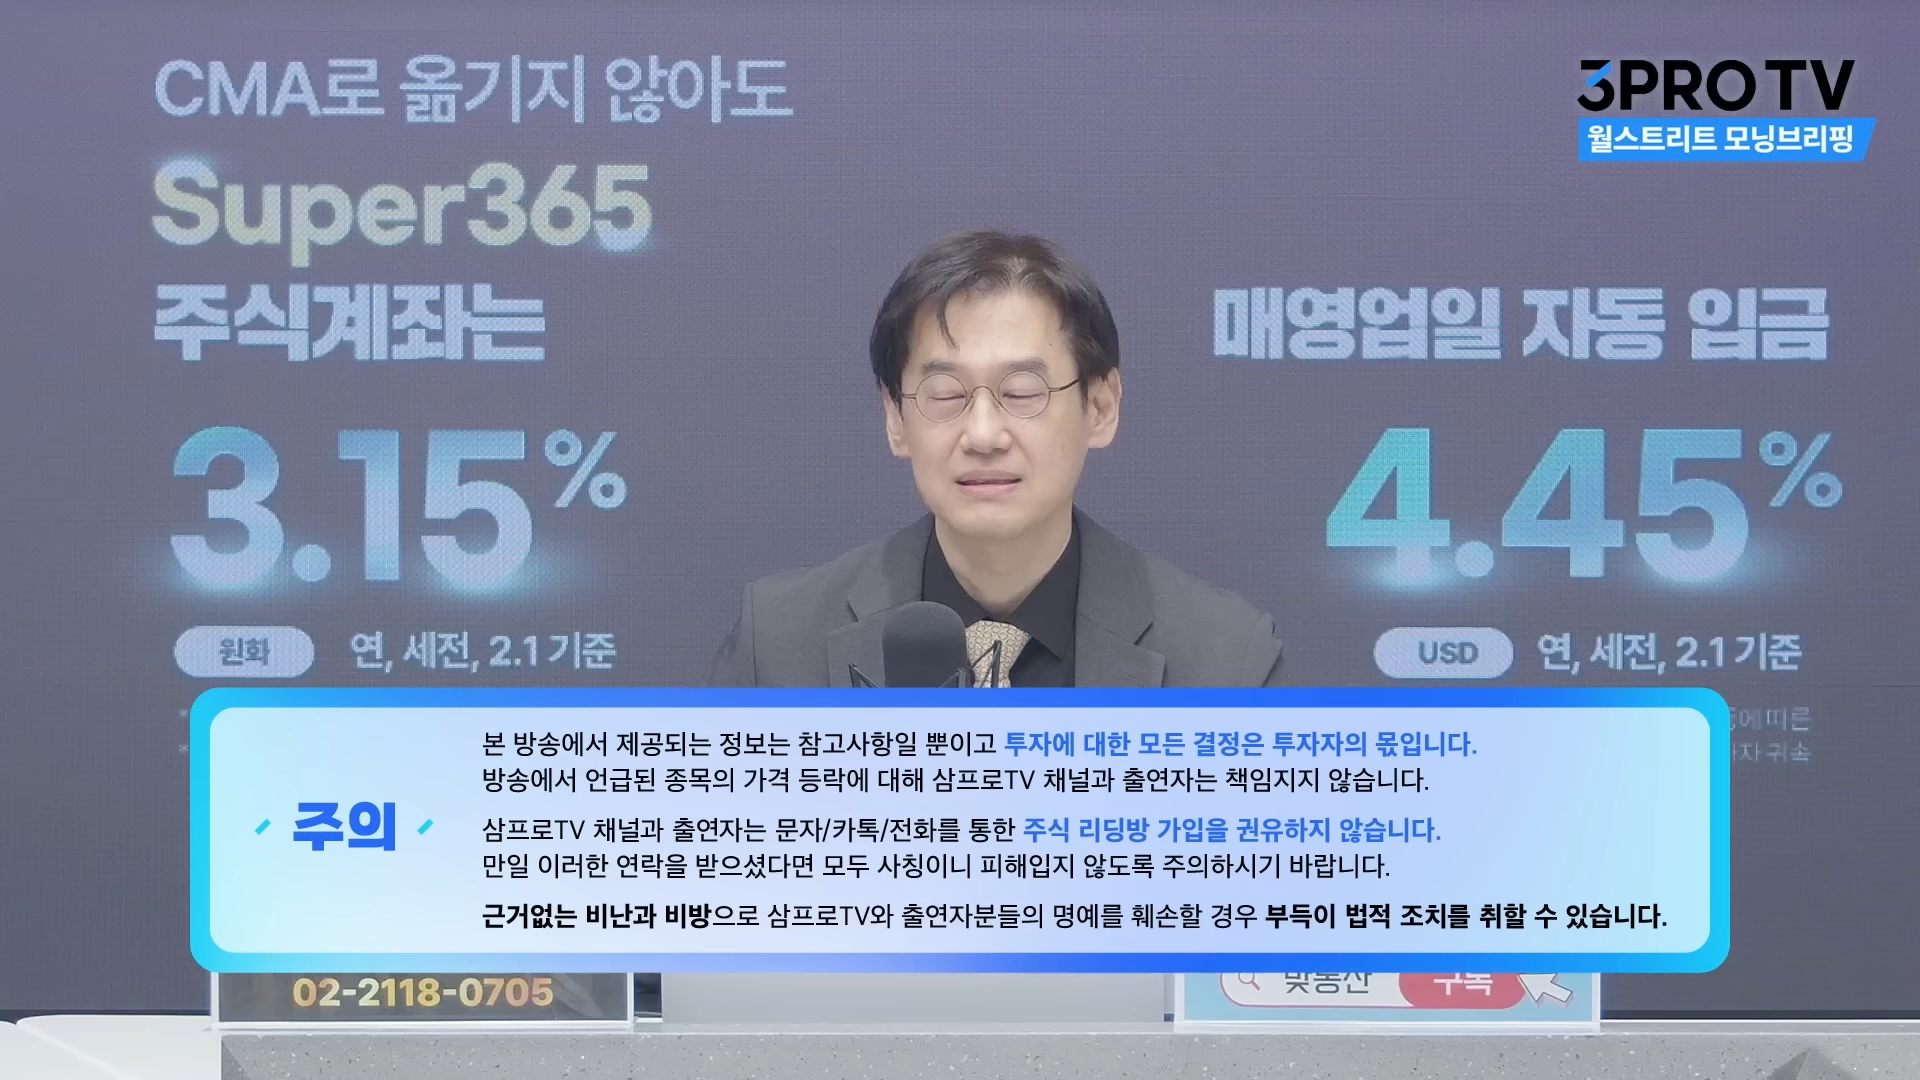 CMA로 옮기지 않아도
Super365
주식계좌는
3.15%
원화 연, 세전, 2.1 기준
3PRO TV
월스트리트 모닝브리핑
매영업일 자동 입금
4.45%
USD 연, 세전, 2.1 기준
에 따른
자 귀속
주의
본 방송에서 제공되는 정보는 참고사항일 뿐이고 투자에 대한 모든 결정은 투자자의 몫입니다.
방송에서 언급된 종목의 가격 등락에 대해 삼프로TV 채널과 출연자는 책임지지 않습니다.
삼프로TV 채널과 출연자는 문자/카톡/전화를 통한 주식 리딩방 가입을 권유하지 않습니다.
만일 이러한 연락을 받으셨다면 모두 사칭이니 피해입지 않도록 주의하시기 바랍니다.
근거없는 비난과 비방으로 삼프로TV와 출연자분들의 명예를 훼손할 경우 부득이 법적 조치를 취할 수 있습니다.
02-2118-0705
구독